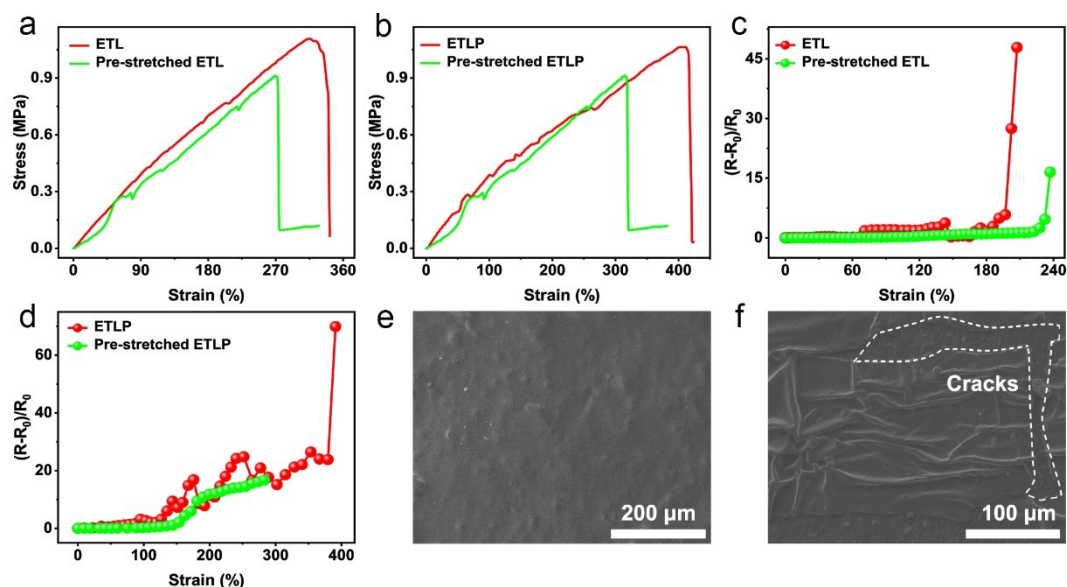 a
ETL
Pre-stretched ETL
Stress (MPa)
0.9
0.6
0.3
0.0
0 90 180 270 360
Strain (%)
b
ETLP
Pre-stretched ETLP
Stress (MPa)
0.9
0.6
0.3
0.0
0 100 200 300 400
Strain (%)
c
ETL
Pre-stretched ETL
(R-R0)/R0
45
30
15
0
0 60 120 180 240
Strain (%)
d
ETLP
Pre-stretched ETLP
(R-R0)/R0
60
40
20
0
0 100 200 300 400
Strain (%)
e
200 μm
f
Cracks
100 μm